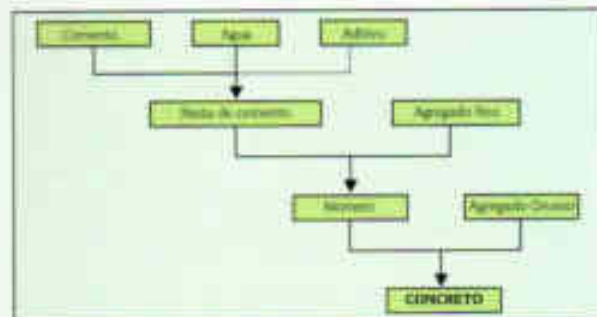 Cemento
Agua
Aditivo
Pasta de cemento
Agregado fino
Mortero
Agregado Grueso
CONCRETO